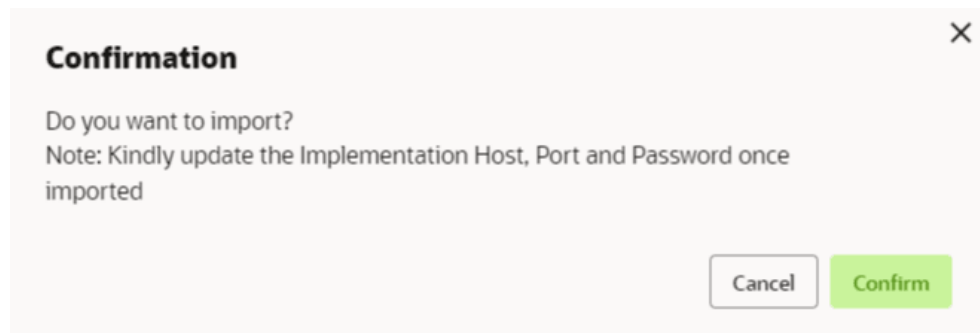 Confirmation
Do you want to import?
Note: Kindly update the Implementation Host, Port and Password once
imported
Cancel
Confirm